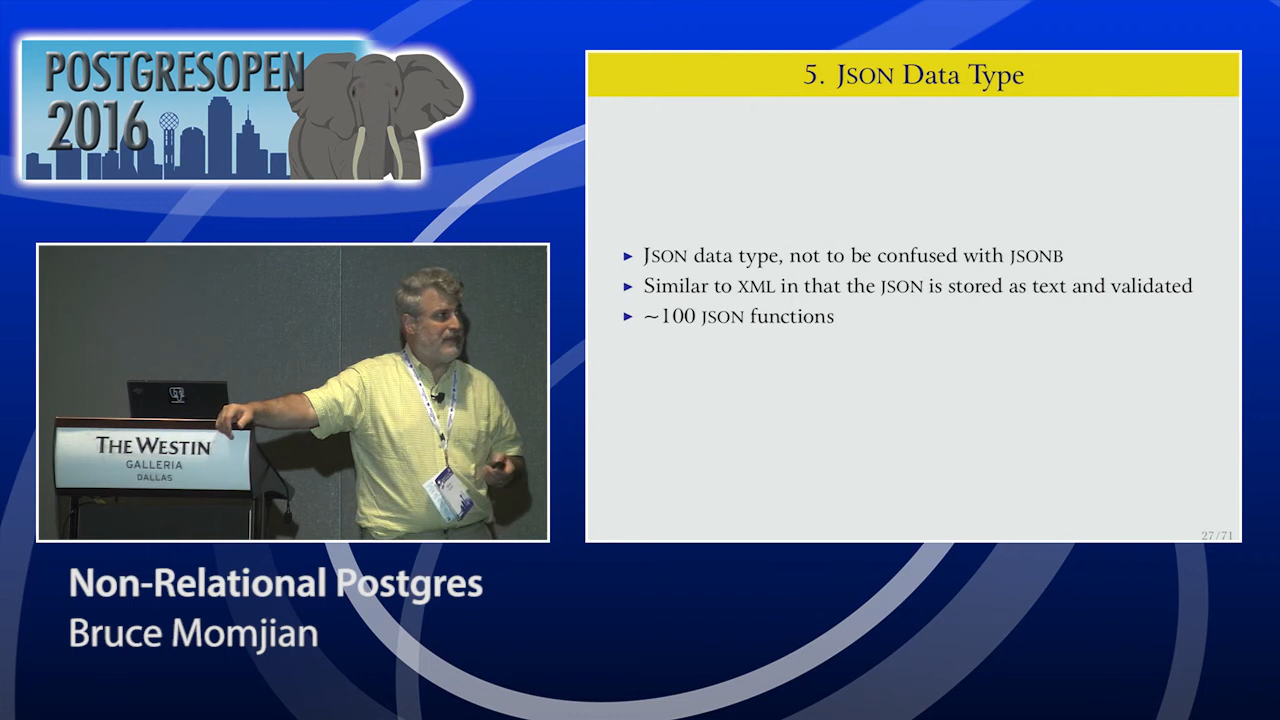 POSTGRESOPEN
2016
5. JSON Data Type
▸ JSON data type, not to be confused with JSONB
▸ Similar to XML in that the JSON is stored as text and validated
▸ ~100 JSON functions
27/71
THE WESTIN
GALLERIA
DALLAS
hp
Non-Relational Postgres
Bruce Momjian